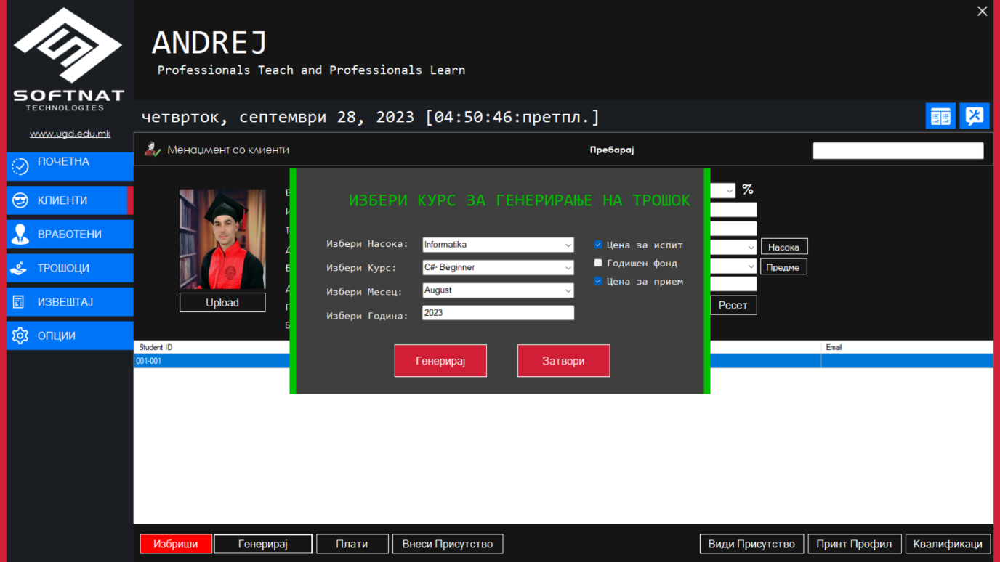 SOFTNAT
TECHNOLOGIES
www.ugd.edu.mk
ANDREJ
Professionals Teach and Professionals Learn
четврток, септември 28, 2023 [04:50:46:претпл.]
Менаџмент со клиенти
Пребарај
ПОЧЕТНА
КЛИЕНТИ
ВРАБОТЕНИ
ТРОШОЦИ
ИЗВЕШТАЈ
ОПЦИИ
Upload
%
Насока
Предме
Ресет
ИЗБЕРИ КУРС ЗА ГЕНЕРИРАЊЕ НА ТРОШОК
Избери Насока: Informatika
Избери Курс: C#- Beginner
Избери Месец: August
Избери Година: 2023
Цена за испит
Годишен фонд
Цена за прием
Генерирај
Затвори
Student ID
Email
001-001
Избриши
Генерирај
Плати
Внеси Присуство
Види Присутство
Принт Профил
Квалификаци